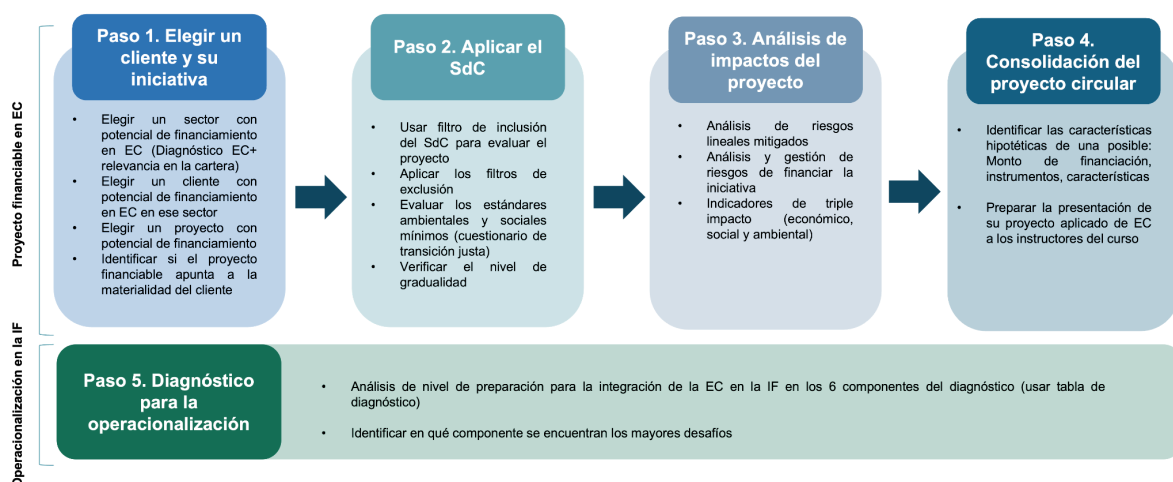 Proyecto financiable en EC
Paso 1. Elegir un
cliente y su
iniciativa
• Elegir un sector con
potencial de financiamiento
en EC (Diagnóstico EC+
relevancia en la cartera)
• Elegir un cliente con
potencial de financiamiento
en EC en ese sector
• Elegir un proyecto con
potencial de financiamiento
• Identificar si el proyecto
financiable apunta a la
materialidad del cliente
Paso 2. Aplicar el
SdC
• Usar filtro de inclusión
del SdC para evaluar el
proyecto
• Aplicar los filtros de
exclusión
• Evaluar los estándares
ambientales y sociales
mínimos (cuestionario de
transición justa)
• Verificar el nivel de
gradualidad
Paso 3. Análisis de
impactos del
proyecto
• Análisis de riesgos
lineales mitigados
• Análisis y gestión de
riesgos de financiar la
iniciativa
• Indicadores de triple
impacto (económico,
social y ambiental)
Paso 4.
Consolidación del
proyecto circular
• Identificar las características
hipotéticas de una posible:
Monto de financiación,
instrumentos, características
• Preparar la presentación de
su proyecto aplicado de EC
a los instructores del curso
Operacionalización en la IF
Paso 5. Diagnóstico
para la
operacionalización
• Análisis de nivel de preparación para la integración de la EC en la IF en los 6 componentes del diagnóstico (usar tabla de
diagnóstico)
• Identificar en qué componente se encuentran los mayores desafíos